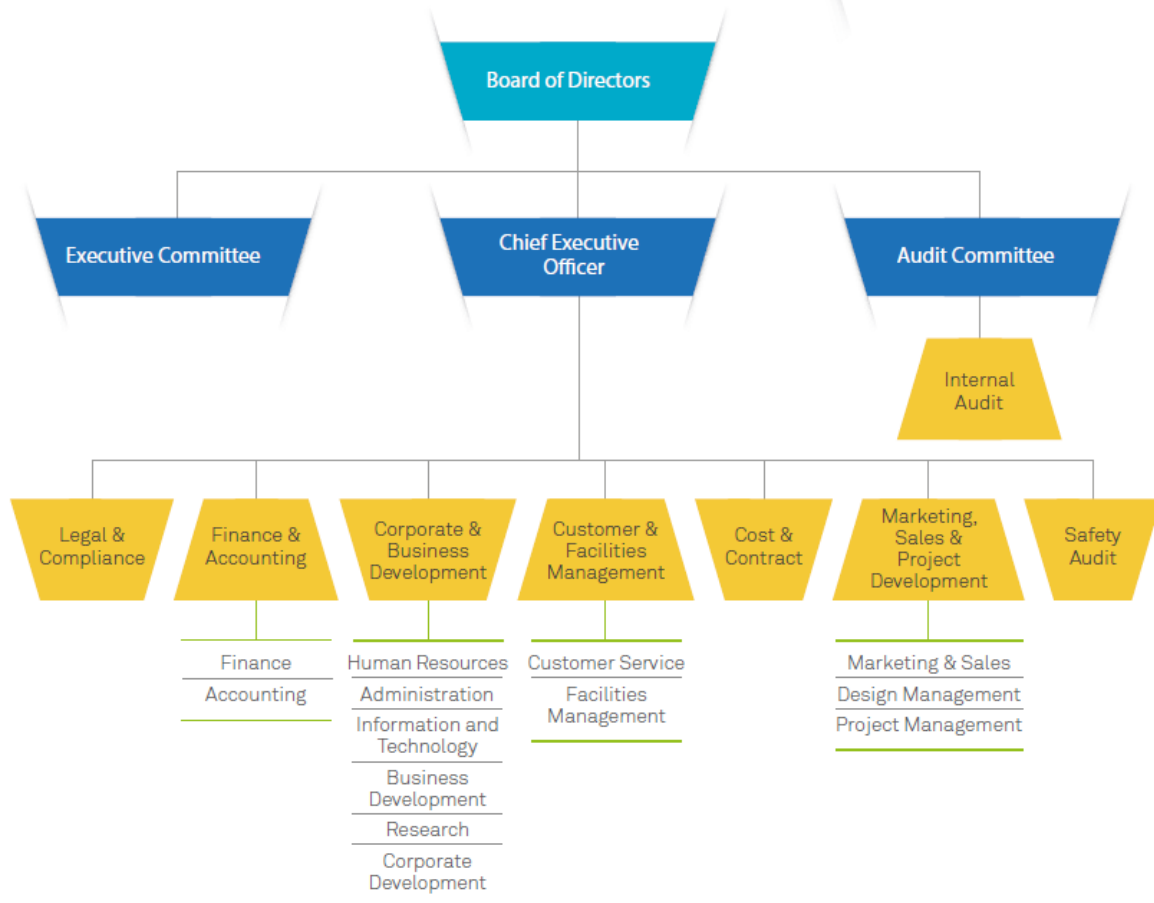 Board of Directors
Executive Committee
Chief Executive
Officer
Audit Committee
Internal
Audit
Legal &
Compliance
Finance &
Accounting
Corporate &
Business
Development
Customer &
Facilities
Management
Cost &
Contract
Marketing,
Sales &
Project
Development
Safety
Audit
Finance
Accounting
Human Resources
Administration
Information and
Technology
Business
Development
Research
Corporate
Development
Customer Service
Facilities
Management
Marketing & Sales
Design Management
Project Management